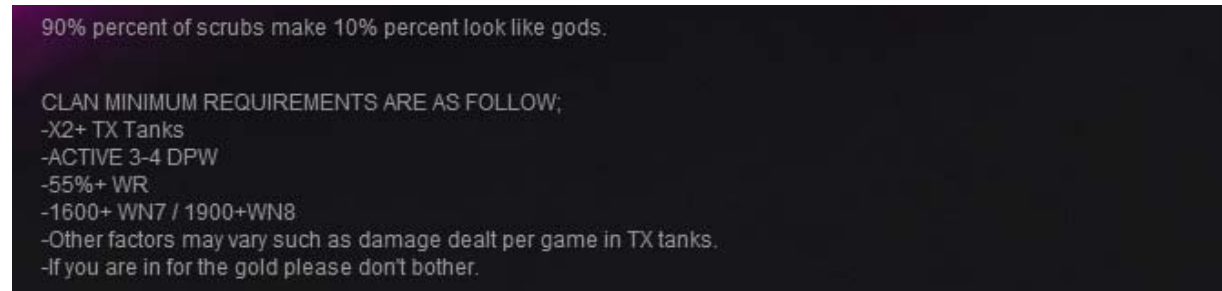 90% percent of scrubs make 10% percent look like gods.
CLAN MINIMUM REQUIREMENTS ARE AS FOLLOW;
-X2+ TX Tanks
-ACTIVE 3-4 DPW
-55%+ WR
-1600+ WN7 / 1900+WN8
-Other factors may vary such as damage dealt per game in TX tanks.
-If you are in for the gold please don't bother.